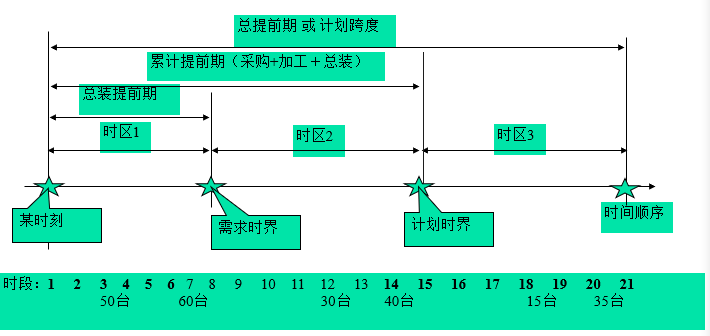 总提前期 或 计划跨度
累计提前期（采购+加工＋总装）
总装提前期
时区1
时区2
时区3
某时刻
需求时界
计划时界
时间顺序
时段：1 2 3 4 5 6 7 8 9 10 11 12 13 14 15 16 17 18 19 20 21
50台 60台 30台 40台 15台 35台